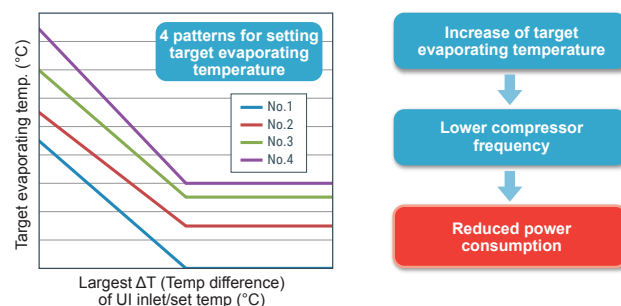 4 patterns for setting
target evaporating
temperature
No.1
No.2
No.3
No.4
Target evaporating temp. (°C)
Largest ΔT (Temp difference)
of UI inlet/set temp (°C)
Increase of target
evaporating temperature
Lower compressor
frequency
Reduced power
consumption